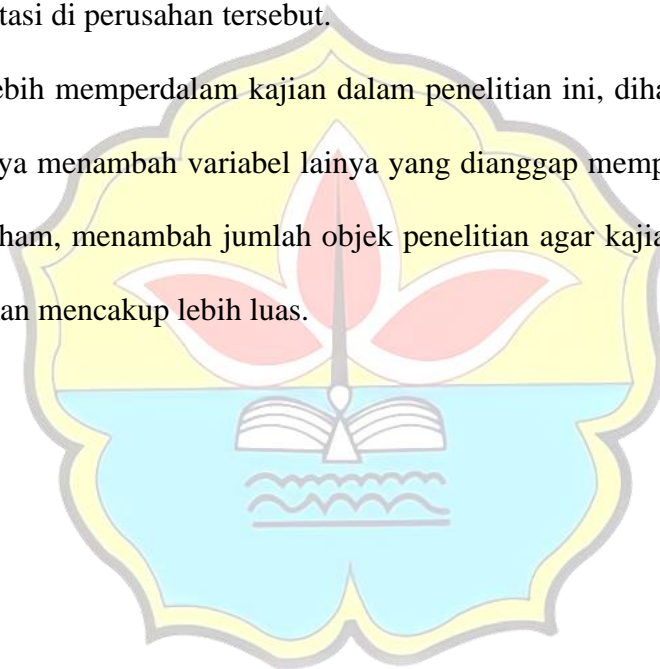 tasi di perusahan tersebut.
ebih memperdalam kajian dalam penelitian ini, diha
ya menambah variabel lainya yang dianggap memp
ham, menambah jumlah objek penelitian agar kajia
an mencakup lebih luas.